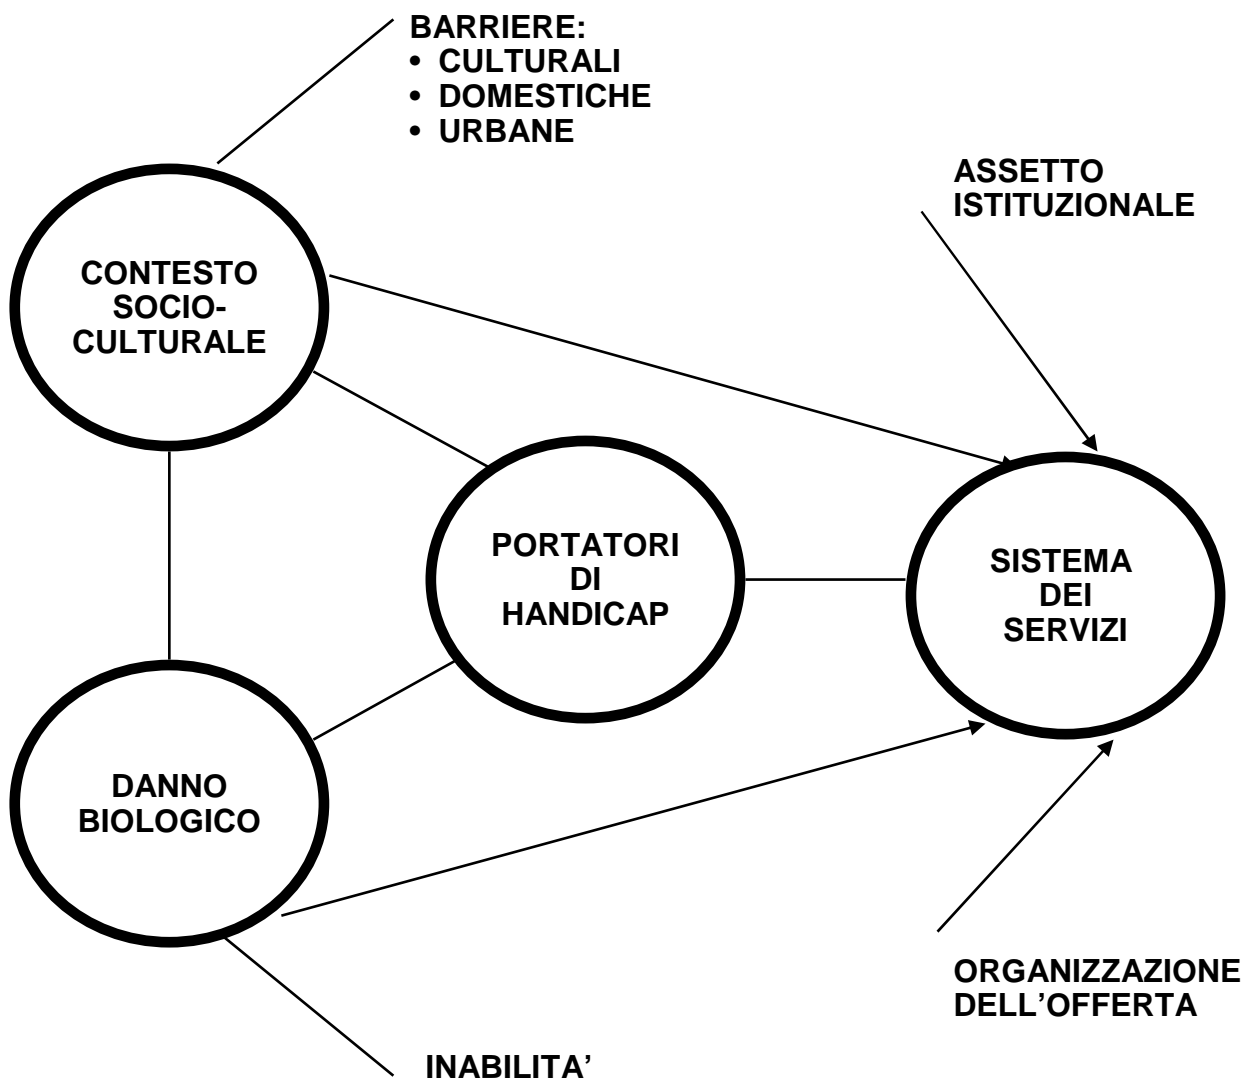 BARRIERE:
• CULTURALI
• DOMESTICHE
• URBANE
ASSETTO
ISTITUZIONALE
CONTESTO
SOCIO-
CULTURALE
PORTATORI
DI
HANDICAP
SISTEMA
DEI
SERVIZI
DANNO
BIOLOGICO
ORGANIZZAZIONE
DELL’OFFERTA
INABILITA’